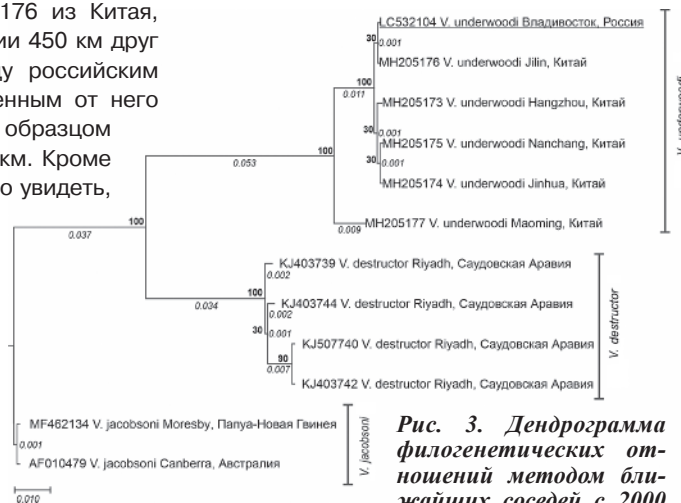 176 из Китая,
ии 450 км друг
ду российским
енным от него
образцом
км. Кроме
о увидеть,
LC532104 V. underwoodi Владивосток, Россия
30
0.001
MH205176 V. underwoodi Jilin, Китай
100
0.011
MH205173 V. underwoodi Hangzhou, Китай
30
0.001
MH205175 V. underwoodi Nanchang, Китай
100
0.053
30
0.001
MH205174 V. underwoodi Jinhua, Китай
MH205177 V. underwoodi Maoming, Китай
0.009
100
0.037
KJ403739 V. destructor Riyadh, Саудовская Аравия
0.002
100
0.034
KJ403744 V. destructor Riyadh, Саудовская Аравия
0.002
30
0.001
KJ507740 V. destructor Riyadh, Саудовская Аравия
90
0.007
KJ403742 V. destructor Riyadh, Саудовская Аравия
V. destructor
MF462134 V. jacobsoni Moresby, Папуа-Новая Гвинея
0.001
AF010479 V. jacobsoni Canberra, Австралия
V. jacobsoni
0.010
Рис. 3. Дендрограмма
филогенетических от-
ношений методом бли-
жайших соседей с 2000